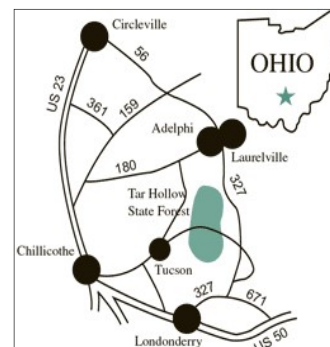 Circleville
56
OHIO
US 23
361
159
Adelphi
Laurelville
180
327
Tar Hollow
State Forest
Chillicothe
Tucson
327
671
Londonderry
US 50